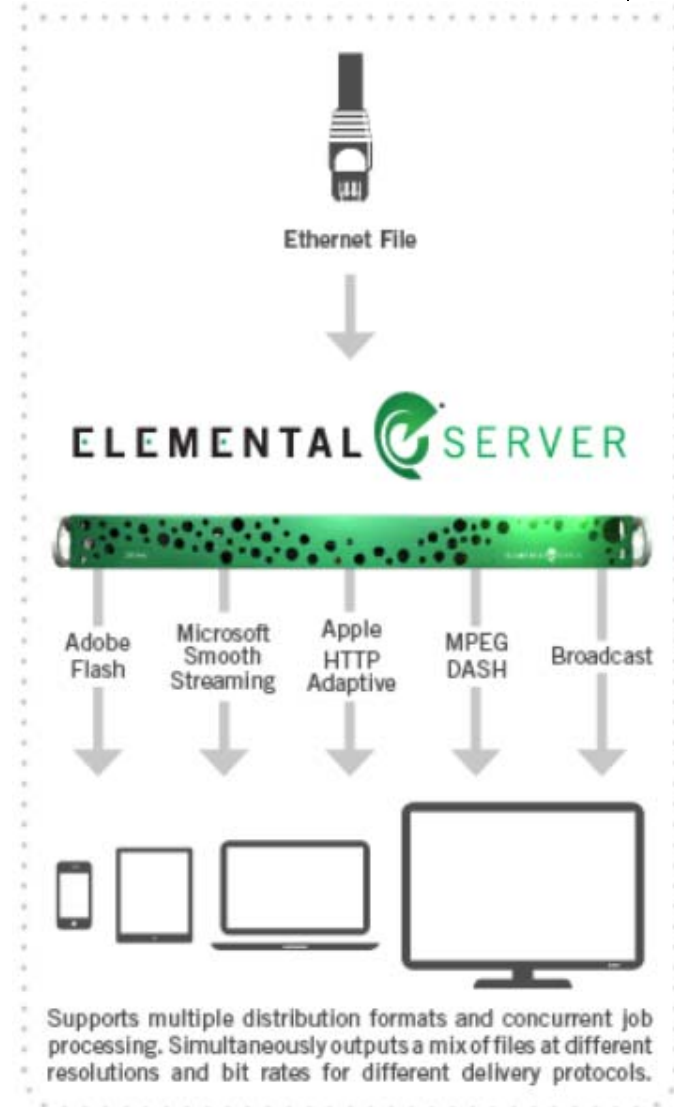 Ethernet File
ELEMENTAL e SERVER
Adobe
Flash
Microsoft
Smooth
Streaming
Apple
HTTP
Adaptive
MPEG
DASH
Broadcast
Supports multiple distribution formats and concurrent job
processing. Simultaneously outputs a mix of files at different
resolutions and bit rates for different delivery protocols.